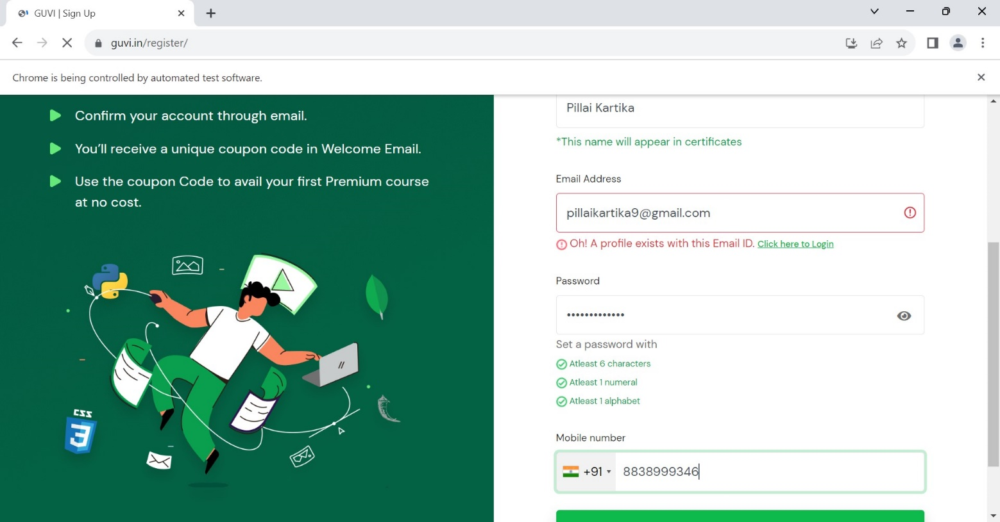 GUVI | Sign Up
guvi.in/register/
Chrome is being controlled by automated test software.
Confirm your account through email.
You'll receive a unique coupon code in Welcome Email.
Use the coupon Code to avail your first Premium course
at no cost.
CSS
3
//
Pillai Kartika
*This name will appear in certificates
Email Address
pillaikartika9@gmail.com
Oh! A profile exists with this Email ID. Click here to Login
Password
•••••••••••••
Set a password with
Atleast 6 characters
Atleast 1 numeral
Atleast 1 alphabet
Mobile number
+91 8838999346